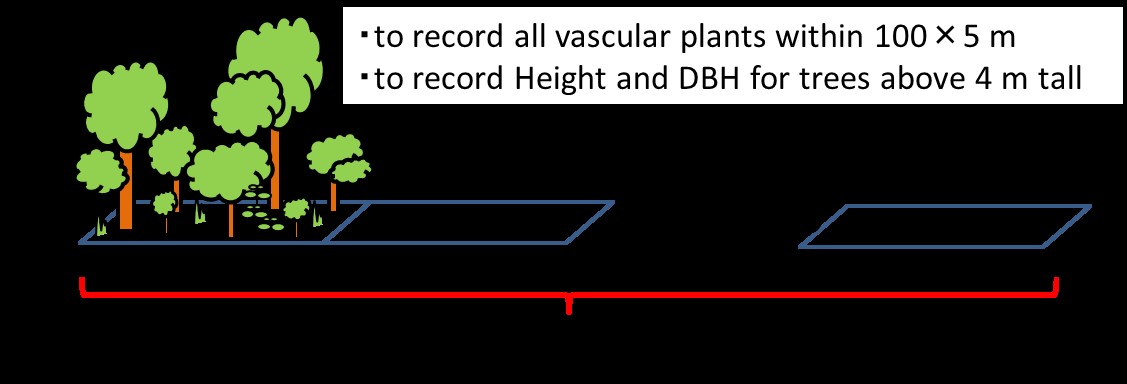 ･to record all vascular plants within 100×5 m
･to record Height and DBH for trees above 4 m tall